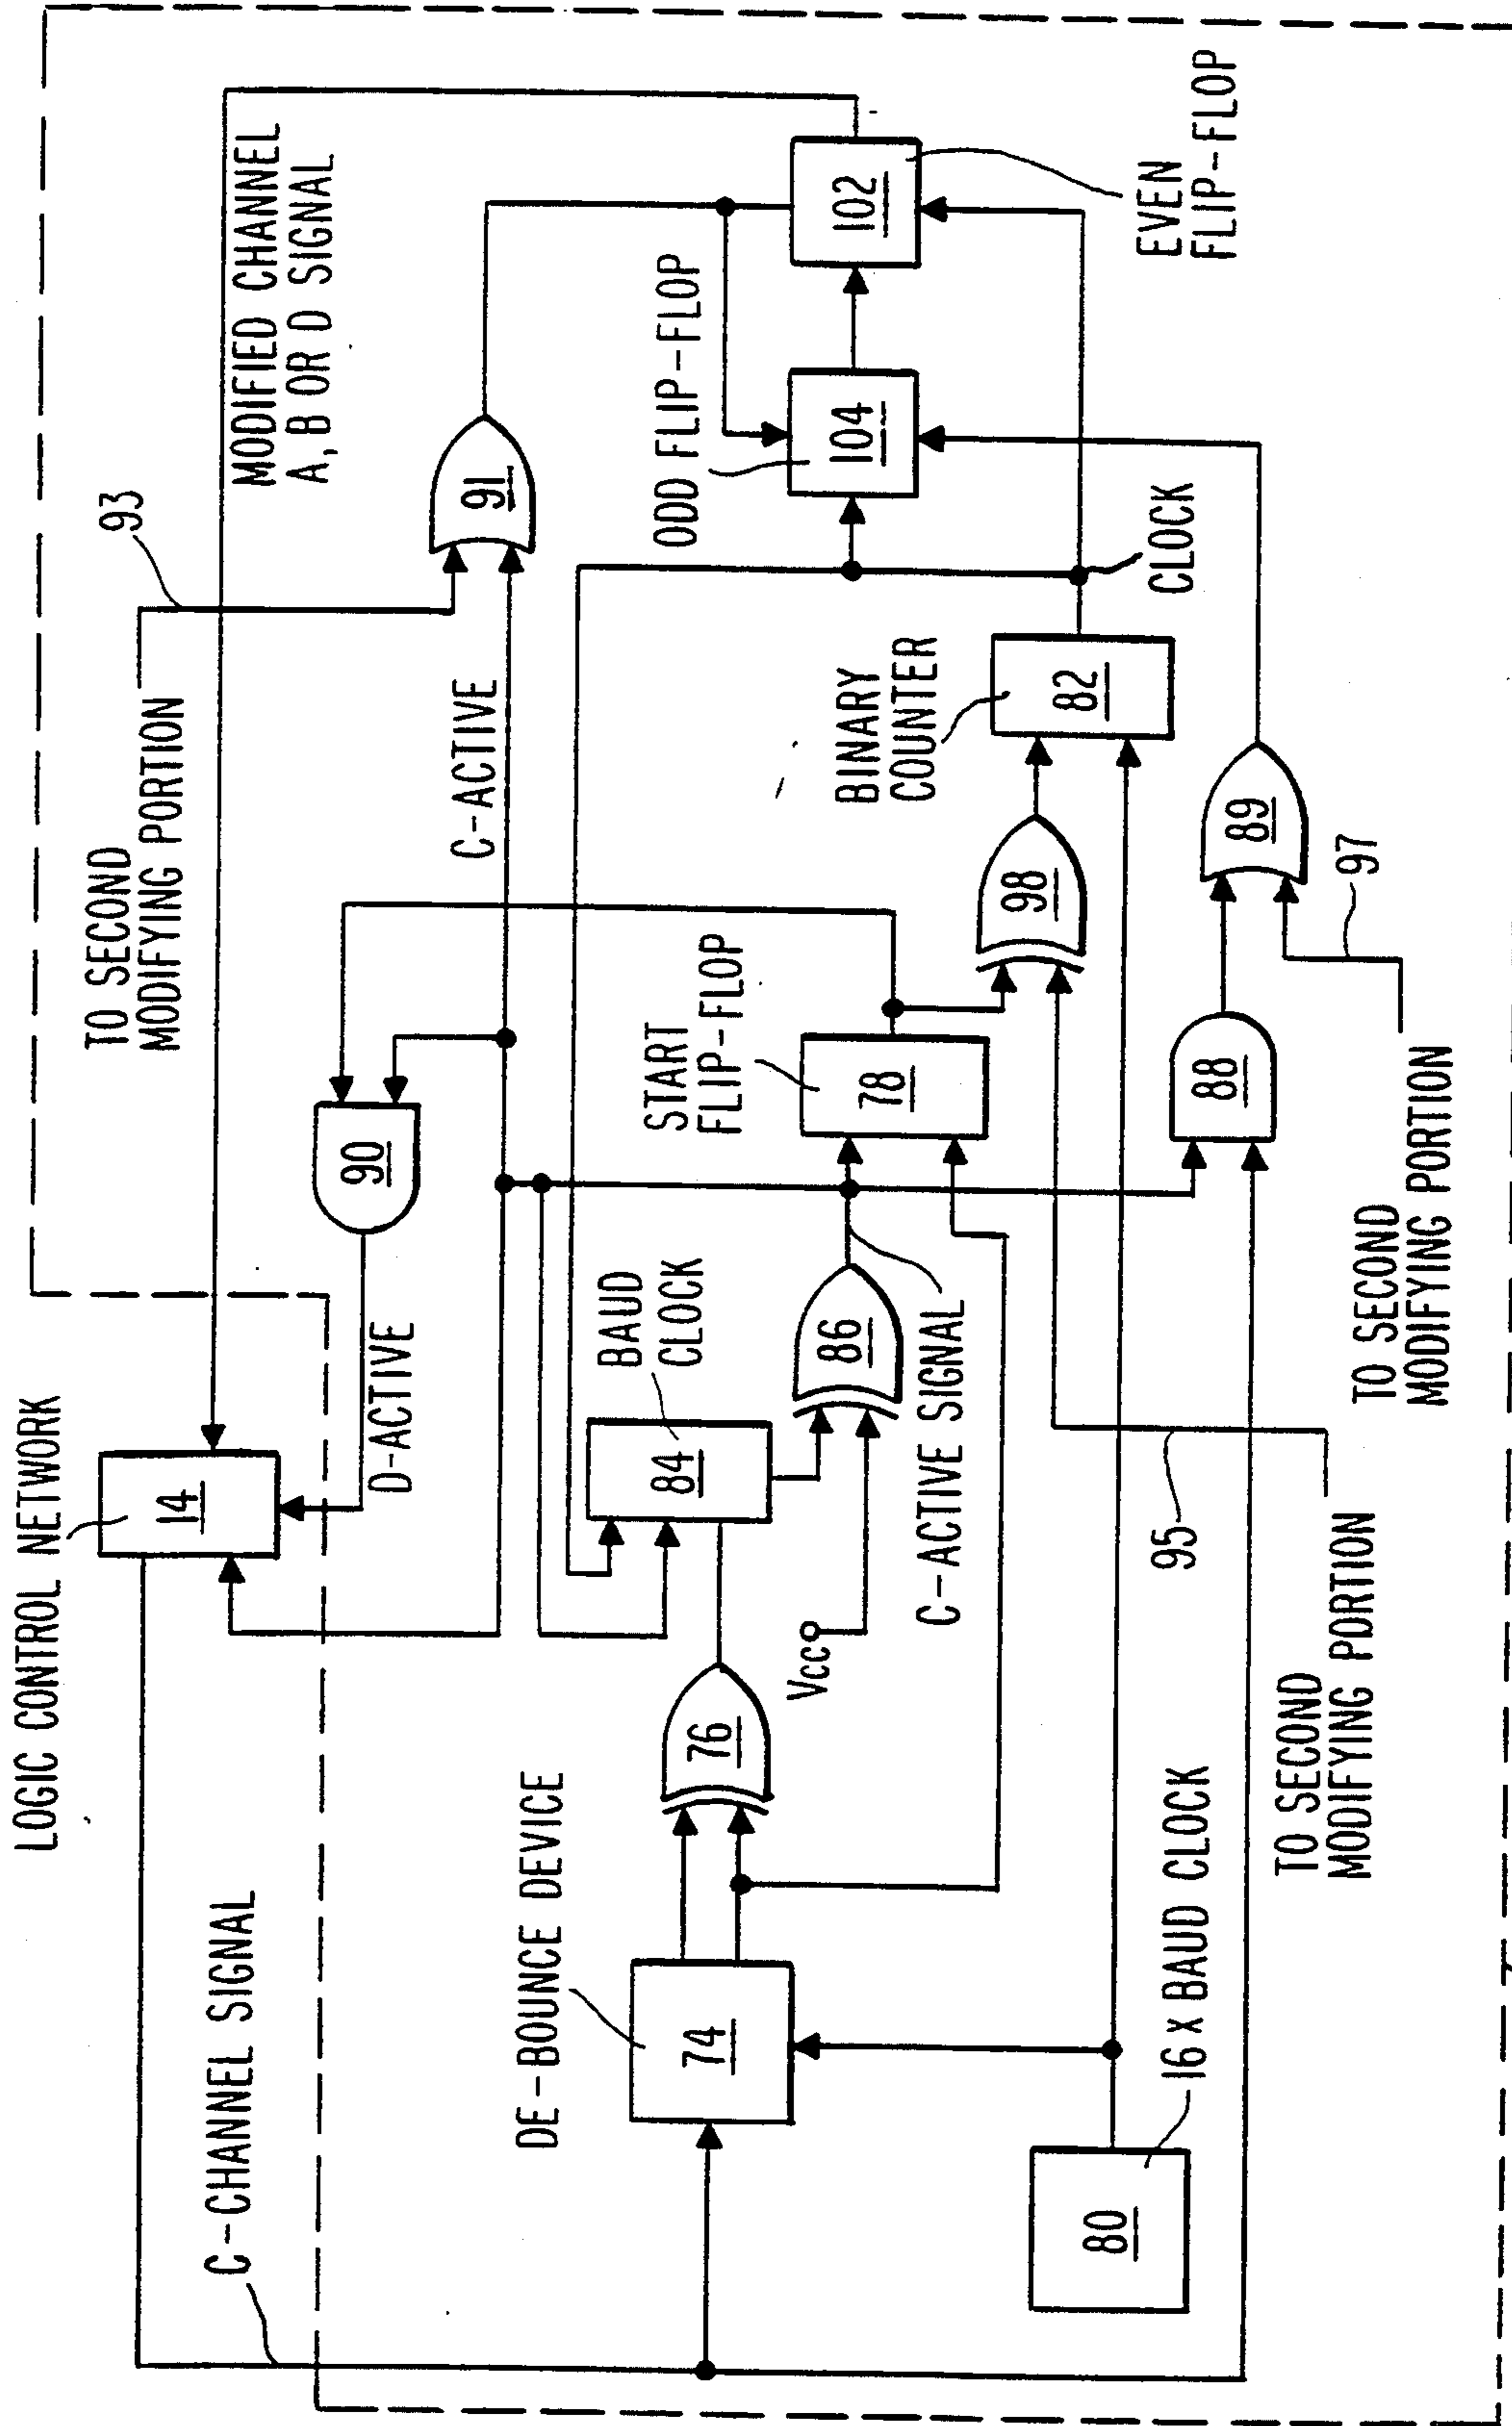 LOGIC CONTROL NETWORK
14
C-CHANNEL SIGNAL
D-ACTIVE
90
TO SECOND
MODIFYING PORTION
93
C-ACTIVE
91
MODIFIED CHANNEL
A, B OR D SIGNAL
DE-BOUNCE DEVICE
74
76
BAUD
CLOCK
84
Vcc
86
C-ACTIVE SIGNAL
START
FLIP-FLOP
78
98
BINARY
COUNTER
82
CLOCK
ODD FLIP-FLOP
104
102
EVEN
FLIP-FLOP
80
16 x BAUD CLOCK
88
89
95
TO SECOND
MODIFYING PORTION
97
TO SECOND
MODIFYING PORTION